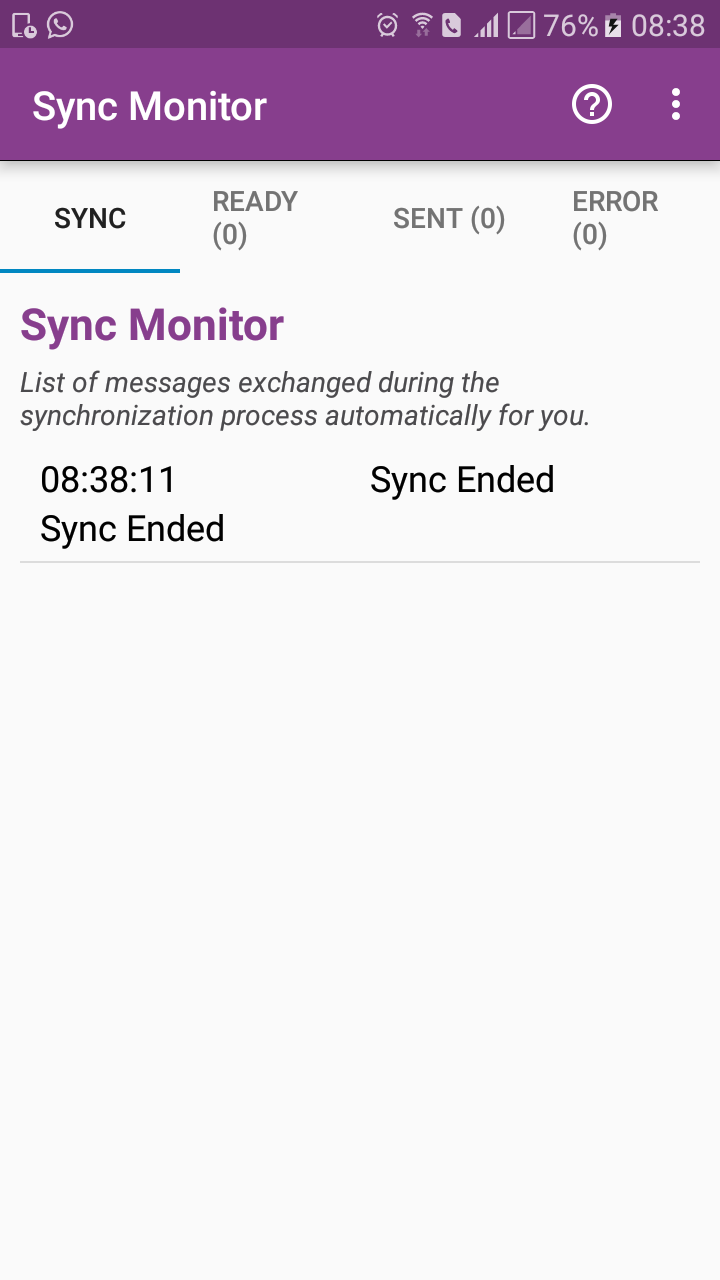 76% 08:38
Sync Monitor
SYNC
READY
(0)
SENT (0)
ERROR
(0)
Sync Monitor
List of messages exchanged during the
synchronization process automatically for you.
08:38:11 Sync Ended
Sync Ended